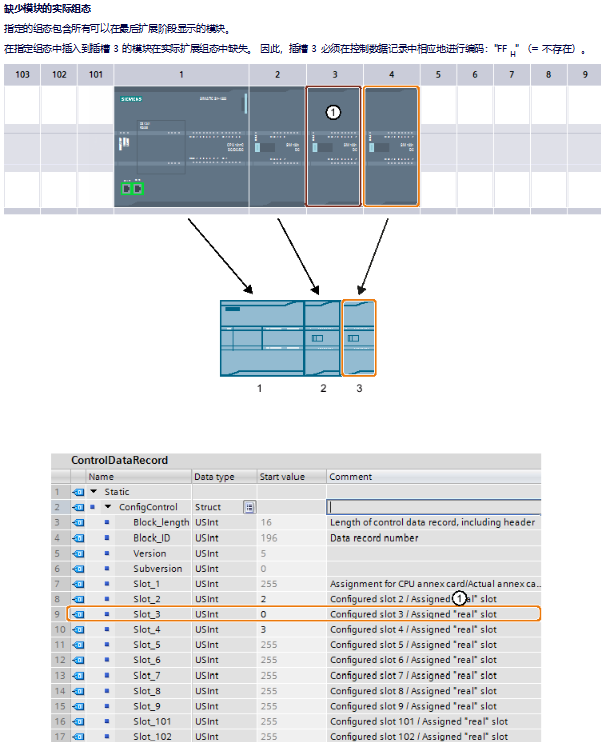 缺少模块的实际组态
指定的组态包含所有可以在最后扩展阶段显示的模块。
在指定组态中插入到插槽 3 的模块在实际扩展组态中缺失。 因此，插槽 3 必须在控制数据记录中相应地进行编码："FF H" （= 不存在）。
103 102 101 1 2 3 4 5 6 7 8 9
SIEMENS
1
1 2 3
ControlDataRecord
Name Data type Start value Comment
1 Static
2 ConfigControl Struct
3 Block_length USInt 16 Length of control data record, including header
4 Block_ID USInt 196 Data record number
5 Version USInt 5
6 Subversion USInt 0
7 Slot_1 USInt 255 Assignment for CPU annex card/Actual annex ca...
8 Slot_2 USInt 2 Configured slot 2 / Assigned 1 "real" slot
9 Slot_3 USInt 0 Configured slot 3 / Assigned "real" slot
10 Slot_4 USInt 3 Configured slot 4 / Assigned "real" slot
11 Slot_5 USInt 255 Configured slot 5 / Assigned "real" slot
12 Slot_6 USInt 255 Configured slot 6 / Assigned "real" slot
13 Slot_7 USInt 255 Configured slot 7 / Assigned "real" slot
14 Slot_8 USInt 255 Configured slot 8 / Assigned "real" slot
15 Slot_9 USInt 255 Configured slot 9 / Assigned "real" slot
16 Slot_101 USInt 255 Configured slot 101 / Assigned "real" slot
17 Slot_102 USInt 255 Configured slot 102 / Assigned "real" slot